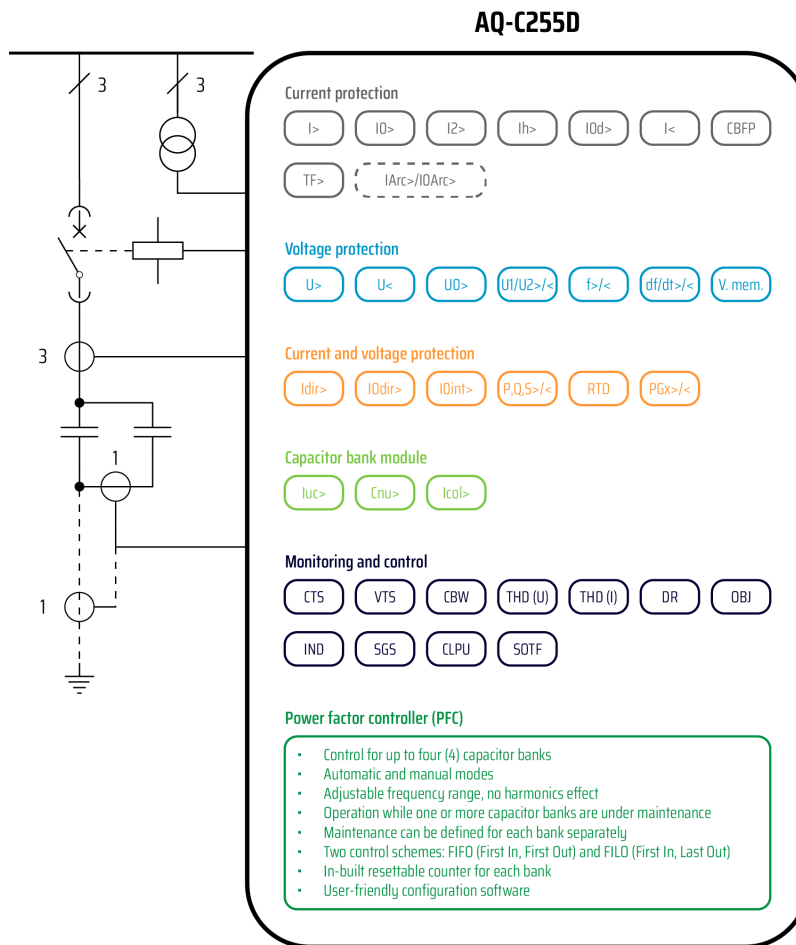 AQ-C255D
3
3
Current protection
I>
I0>
I2>
Ih>
I0d>
I<
CBFP
TF>
IArc>/I0Arc>
Voltage protection
U>
U<
U0>
U1/U2>/<
f>/<
df/dt>/<
V. mem.
3
Current and voltage protection
Idir>
I0dir>
I0int>
P,Q,S>/<
RTD
PGx>/<
1
Capacitor bank module
Iuc>
Cnu>
Icol>
1
Monitoring and control
CTS
VTS
CBW
THD (U)
THD (I)
DR
OBJ
IND
SGS
CLPU
SOTF
Power factor controller (PFC)
• Control for up to four (4) capacitor banks
• Automatic and manual modes
• Adjustable frequency range, no harmonics effect
• Operation while one or more capacitor banks are under maintenance
• Maintenance can be defined for each bank separately
• Two control schemes: FIFO (First In, First Out) and FILO (First In, Last Out)
• In-built resettable counter for each bank
• User-friendly configuration software